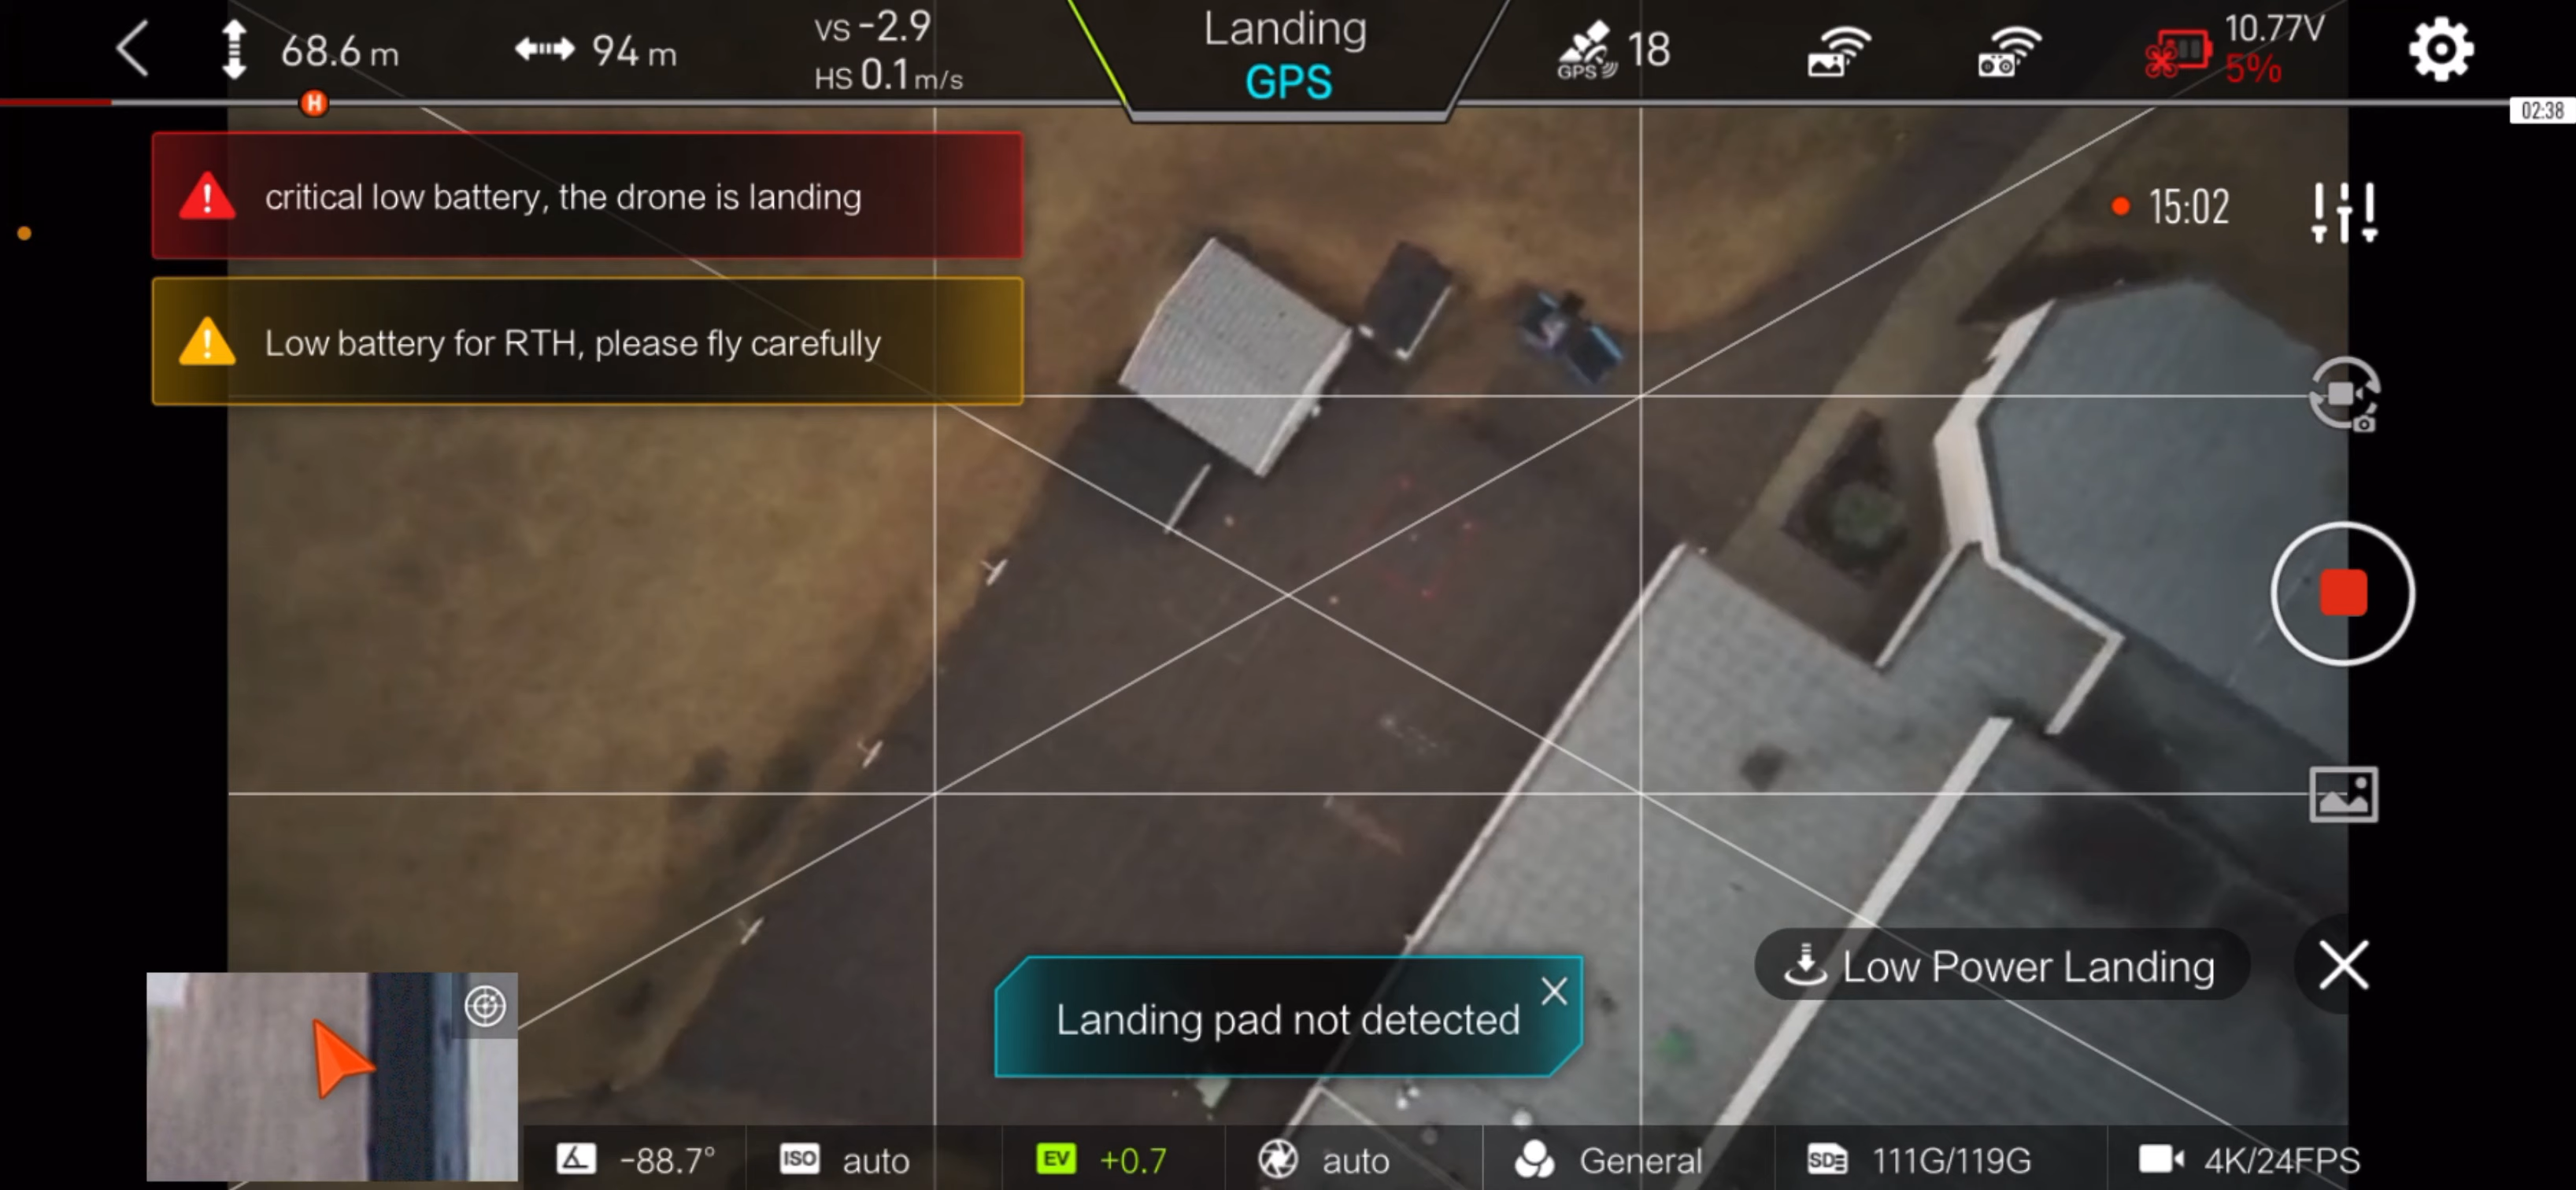 68.6 m
94 m
VS -2.9
HS 0.1 m/s
Landing
GPS
GPS
18
10.77V
5%
H
02:38
critical low battery, the drone is landing
Low battery for RTH, please fly carefully
15:02
Low Power Landing
Landing pad not detected
-88.7°
ISO auto
EV +0.7
auto
General
SD 111G/119G
4K/24FPS